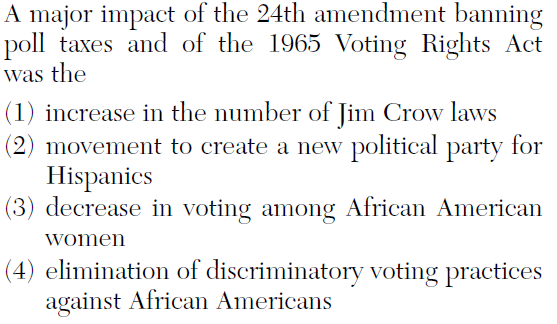 A major impact of the 24th amendment banning
poll taxes and of the 1965 Voting Rights Act
was the
(1) increase in the number of Jim Crow laws
(2) movement to create a new political party for
Hispanics
(3) decrease in voting among African American
women
(4) elimination of discriminatory voting practices
against African Americans